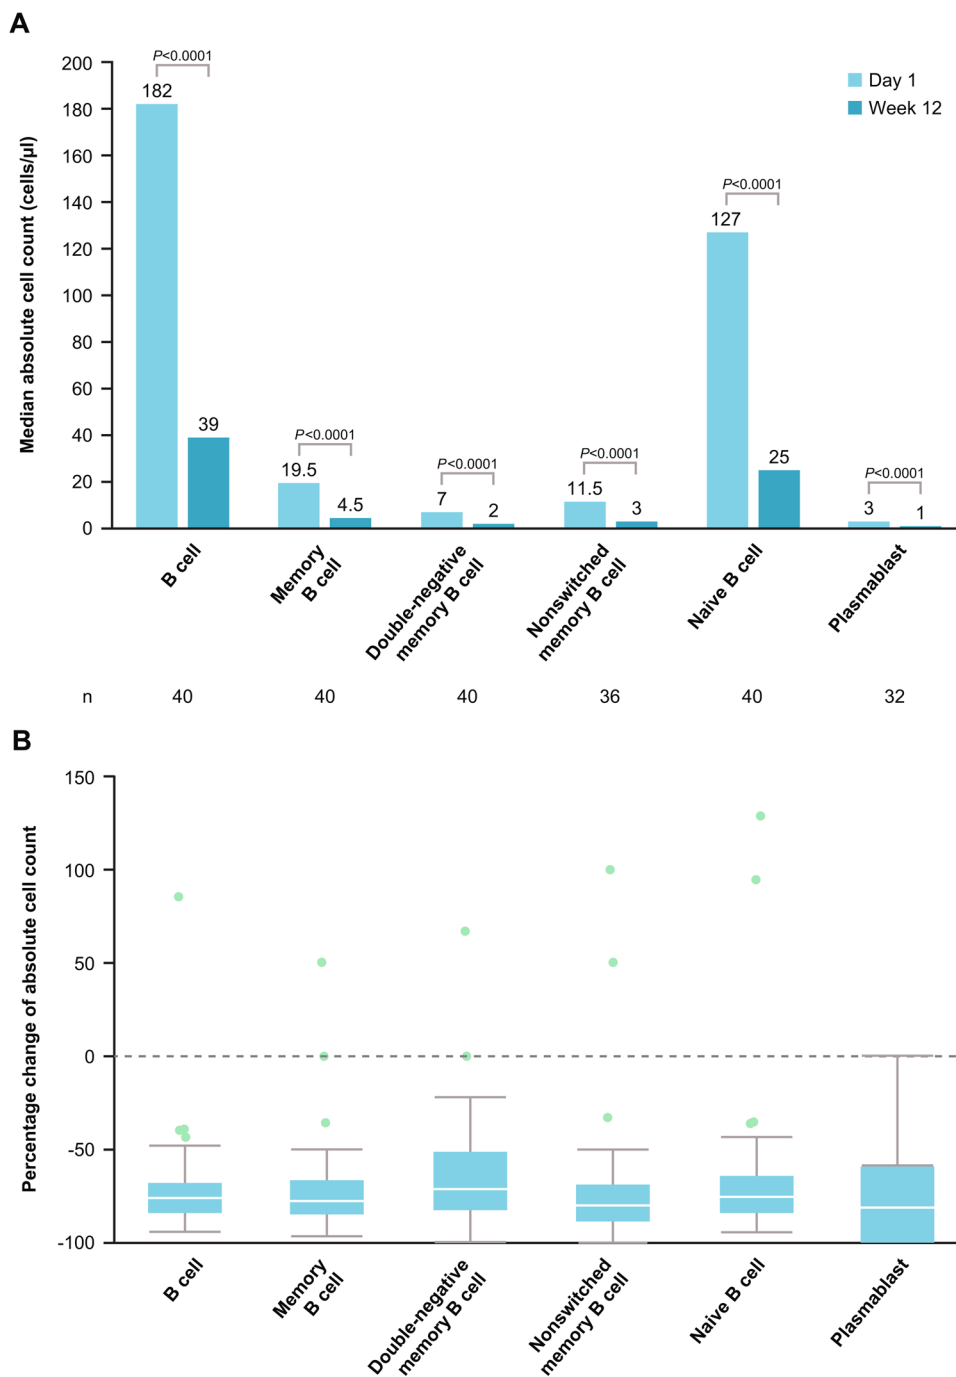 A
P<0.0001
200
182
Day 1
180
Week 12
160
140
P<0.0001
127
120
100
80
60
40
39
P<0.0001
P<0.0001
P<0.0001
P<0.0001
20
19.5
4.5
7
2
11.5
3
25
3
1
0
Median absolute cell count (cells/µl)
B cell
Memory
B cell
Double-negative
memory B cell
Nonswitched
memory B cell
Naive B cell
Plasmablast
n
40
40
40
36
40
32
B
150
100
50
0
-50
-100
Percentage change of absolute cell count
B cell
Memory
B cell
Double-negative
memory B cell
Nonswitched
memory B cell
Naive B cell
Plasmablast